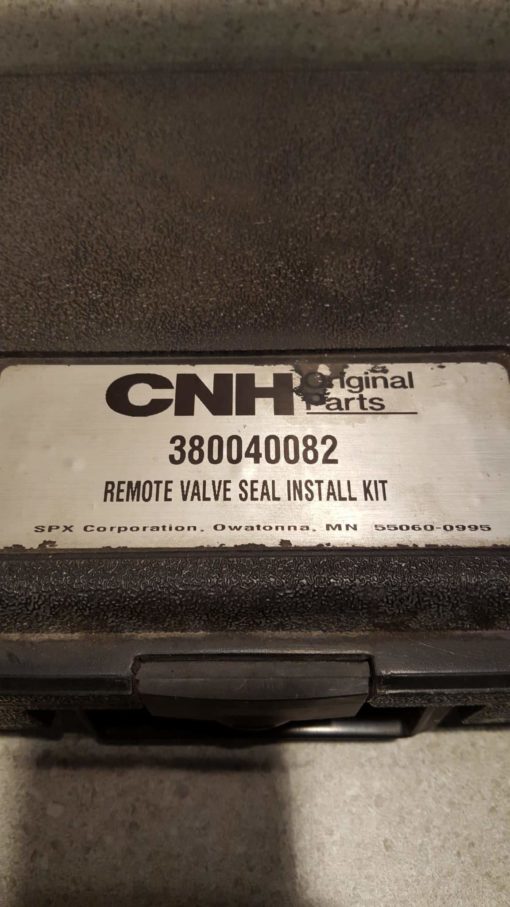 CNH Original
Parts
380040082
REMOTE VALVE SEAL INSTALL KIT
SPX Corporation, Owatonna, MN 55060-0995